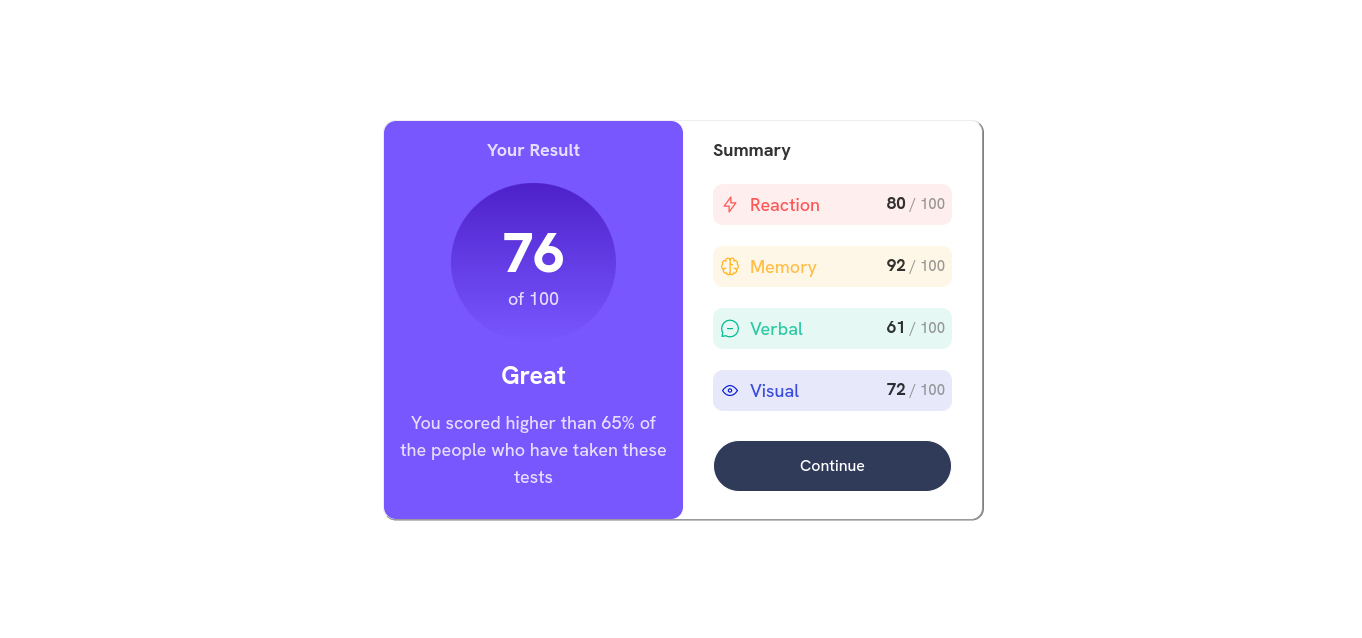 Your Result
76
of 100
Great
You scored higher than 65% of
the people who have taken these
tests
Summary
Reaction 80 / 100
Memory 92 / 100
Verbal 61 / 100
Visual 72 / 100
Continue